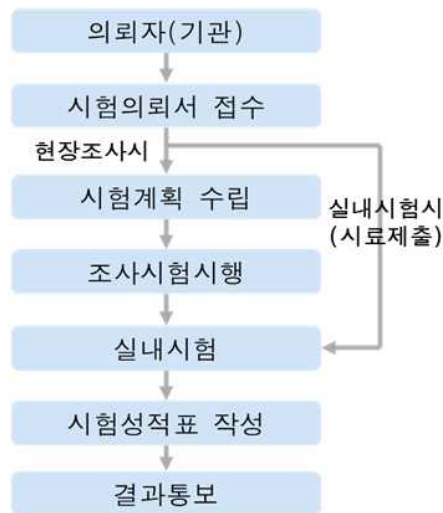 의뢰자(기관)
시험의뢰서 접수
현장조사시
시험계획 수립
실내시험시
(시료제출)
조사시험시행
실내시험
시험성적표 작성
결과통보